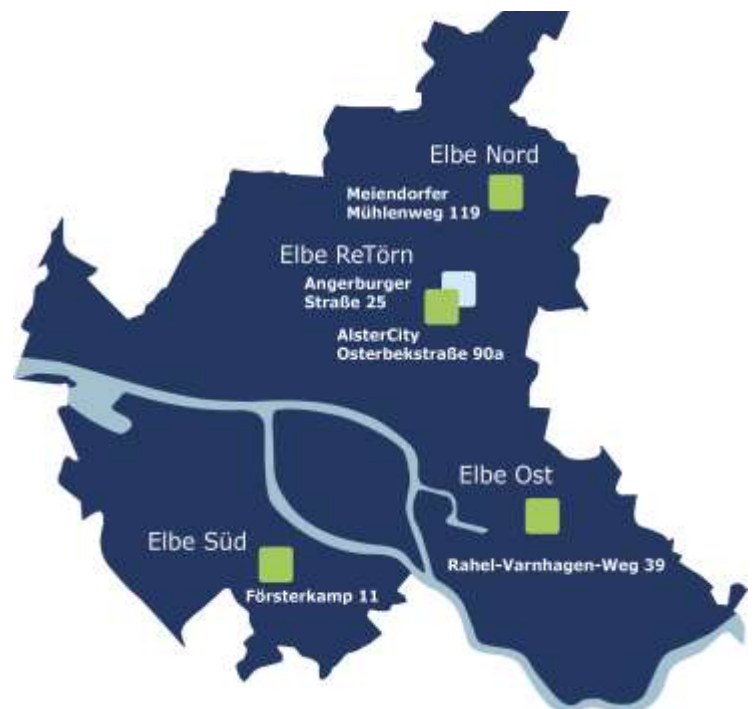 Elbe Nord
Meiendorfer
Mühlenweg 119
Elbe ReTörn
Angerburger
Straße 25
AlsterCity
Osterbekstraße 90a
Elbe Ost
Rahel-Varnhagen-Weg 39
Elbe Süd
Försterkamp 11